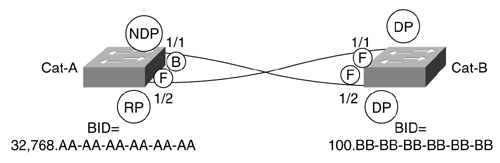 NDP
DP
1/1
1/1
B
F
Cat-A
Cat-B
F
F
1/2
1/2
RP
DP
BID=
BID=
32,768.AA-AA-AA-AA-AA-AA
100.BB-BB-BB-BB-BB-BB